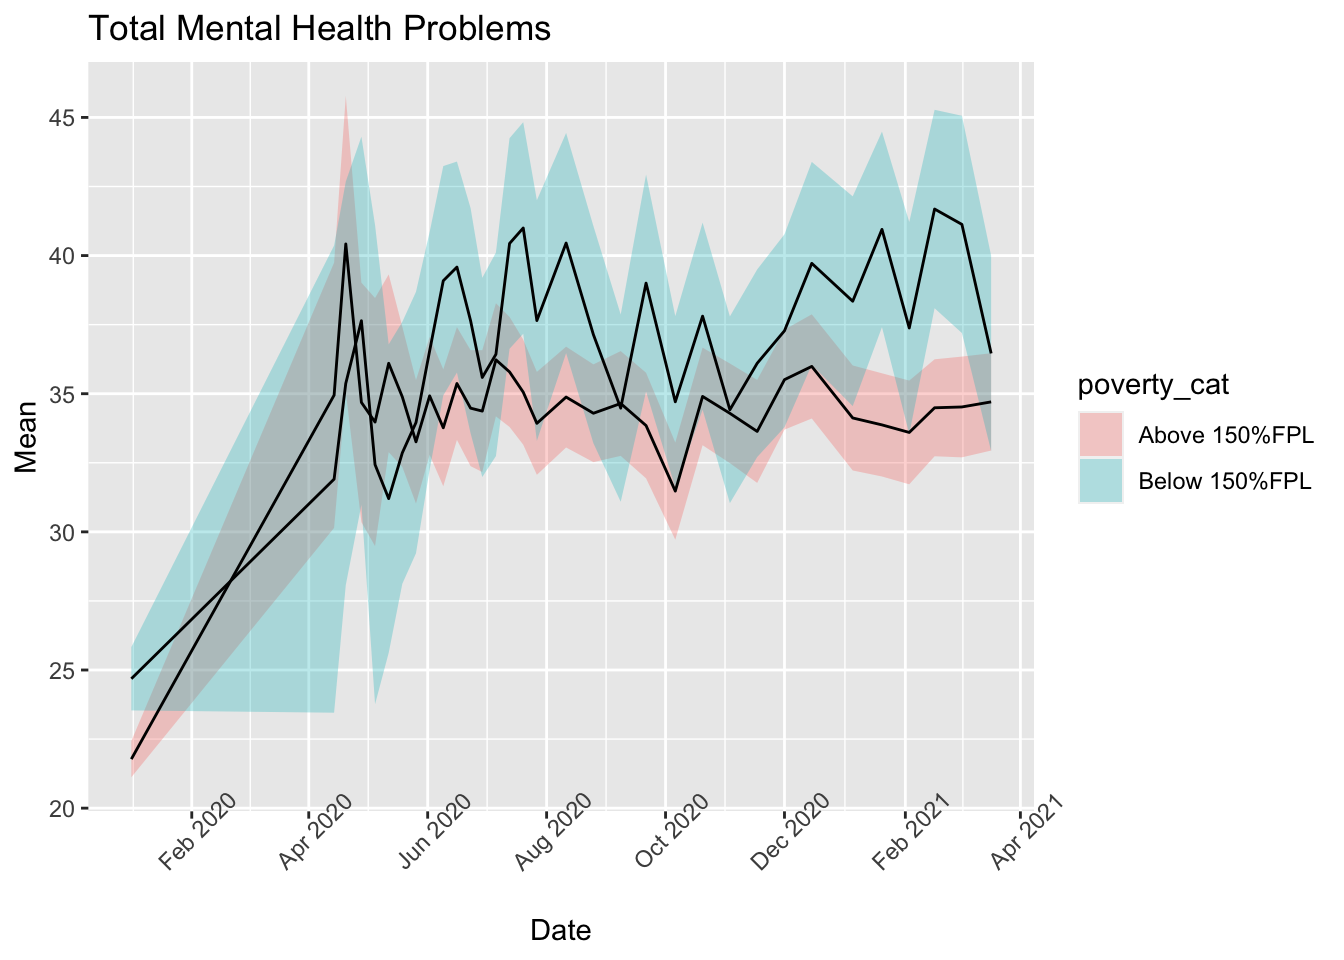 Total Mental Health Problems
45
40
35
30
25
20
Mean
Feb 2020
Apr 2020
Jun 2020
Aug 2020
Oct 2020
Dec 2020
Feb 2021
Apr 2021
Date
poverty_cat
Above 150%FPL
Below 150%FPL